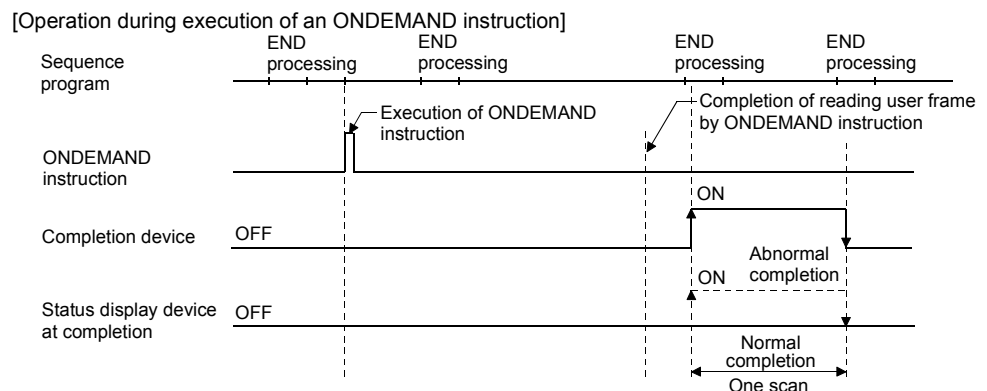 [Operation during execution of an ONDEMAND instruction]
END
processing
END
processing
END
processing
END
processing
Sequence
program
Execution of ONDEMAND
instruction
Completion of reading user frame
by ONDEMAND instruction
ONDEMAND
instruction
ON
Completion device
OFF
Abnormal
completion
ON
Status display device
at completion
OFF
Normal
completion
One scan